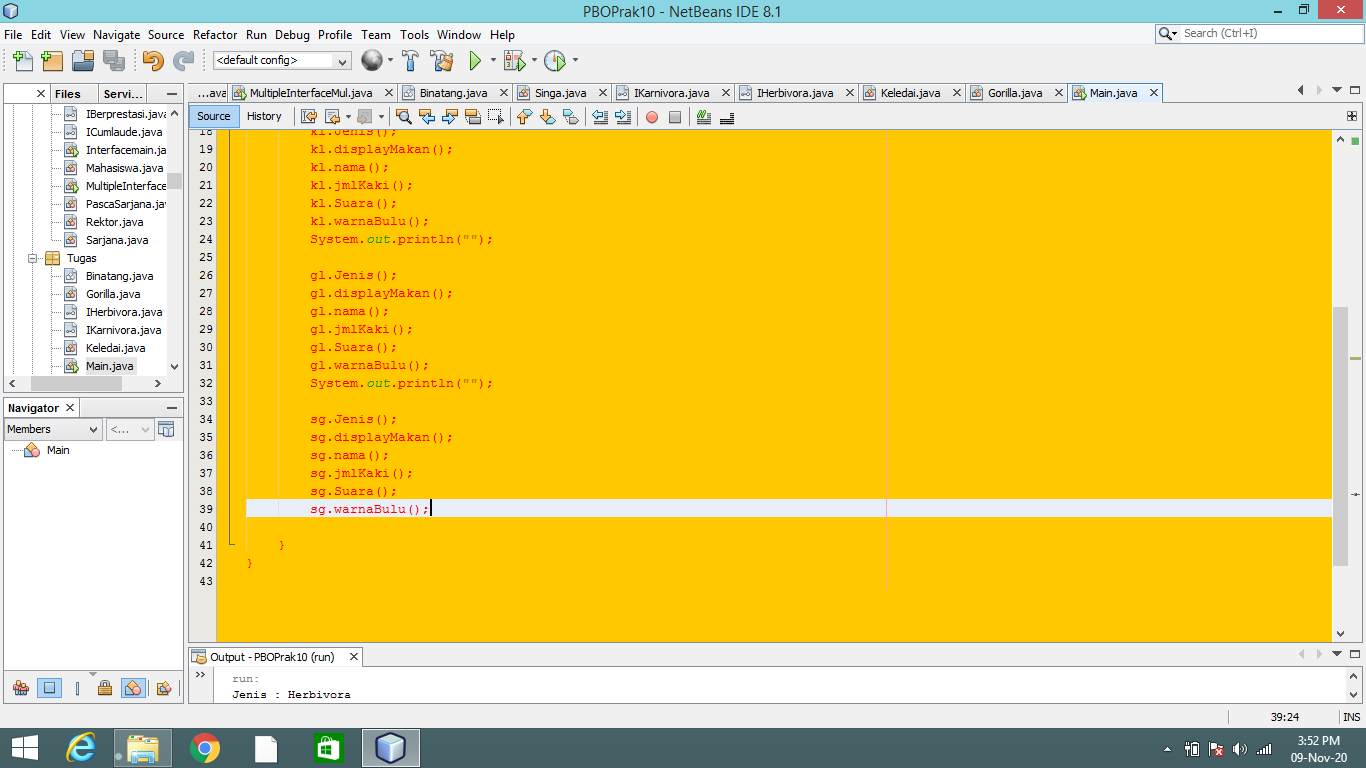 PBOPrak10 - NetBeans IDE 8.1
File Edit View Navigate Source Refactor Run Debug Profile Team Tools Window Help
Search (Ctrl+I)
<default config>
Files Servi...
...ava MultipleInterfaceMul.java Binatang.java Singa.java IKarnivora.java IHerbivora.java Keledai.java Gorilla.java Main.java
Source History
IBerprestasi.java
ICumlaude.java
Interfacemain.ja
Mahasiswa.java
MultipleInterface
PascaSarjana.jav
Rektor.java
Sarjana.java
Tugas
Binatang.java
Gorilla.java
IHerbivora.java
IKarnivora.java
Keledai.java
Main.java
Navigator
Members <...
Main
18 kl.Jenis();
19 kl.displayMakan();
20 kl.nama();
21 kl.jmlKaki();
22 kl.Suara();
23 kl.warnaBulu();
24 System.out.println("");
25
26 gl.Jenis();
27 gl.displayMakan();
28 gl.nama();
29 gl.jmlKaki();
30 gl.Suara();
31 gl.warnaBulu();
32 System.out.println("");
33
34 sg.Jenis();
35 sg.displayMakan();
36 sg.nama();
37 sg.jmlKaki();
38 sg.Suara();
39 sg.warnaBulu();
40
41 }
42 }
43
Output - PBOPrak10 (run)
run:
Jenis : Herbivora
39:24 INS
3:52 PM
09-Nov-20